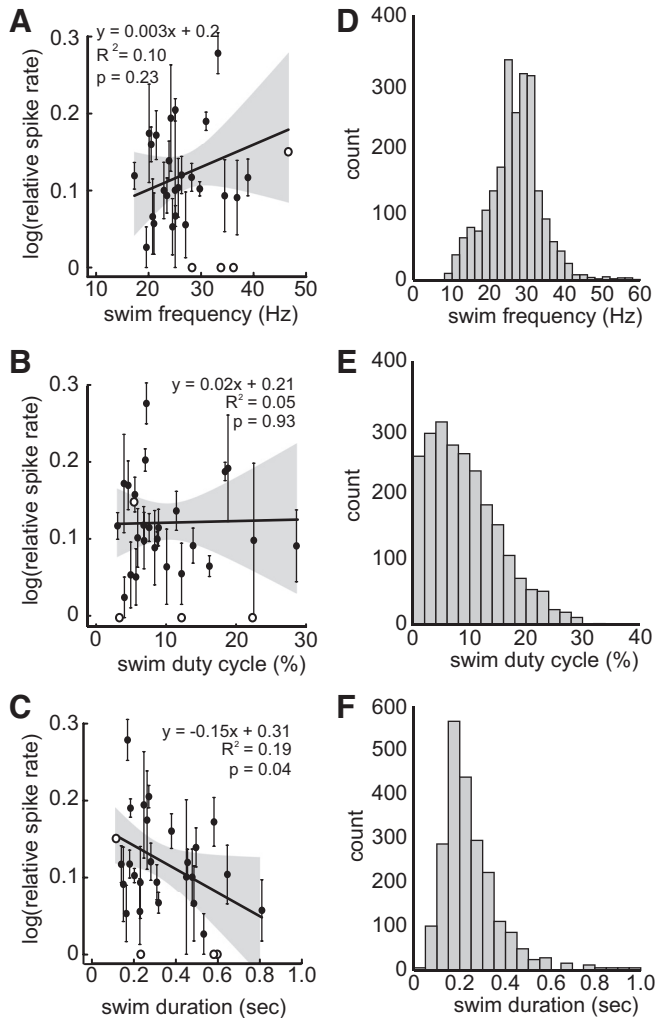 A
y = 0.003x + 0.2
R² = 0.10
p = 0.23
log(relative spike rate)
0.3
0.2
0.1
0
10 20 30 40 50
swim frequency (Hz)
D
count
400
300
200
100
0
0 10 20 30 40 50 60
swim frequency (Hz)
B
y = 0.02x + 0.21
R² = 0.05
p = 0.93
log(relative spike rate)
0.3
0.2
0.1
0
0 10 20 30
swim duty cycle (%)
E
count
400
300
200
100
0
0 10 20 40
swim duty cycle (%)
C
y = -0.15x + 0.31
R² = 0.19
p = 0.04
log(relative spike rate)
0.3
0.2
0.1
0
0 0.2 0.4 0.6 0.8 1.0
swim duration (sec)
F
count
600
500
400
300
200
100
0
0 0.2 0.4 0.6 0.8 1.0
swim duration (sec)